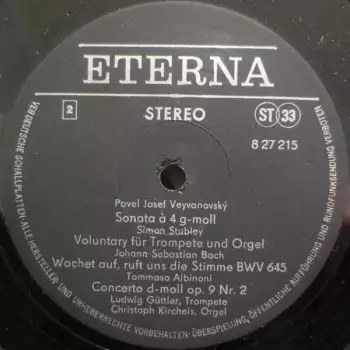 ETERNA
2
STEREO
ST 33
8 27 215
Pavel Josef Veyvanovský
Sonata à 4 g-moll
Simon Stubley
Voluntary für Trompete und Orgel
Johann Sebastian Bach
Wachet auf, ruft uns die Stimme BWV 645
Tommaso Albinoni
Concerto d-moll op. 9 Nr. 2
Ludwig Güttler, Trompete
Christoph Kircheis, Orgel
VEB DEUTSCHE SCHALLPLATTEN ALLE HERSTELLER- UND URHEBERRECHTE VORBEHALTEN · ÜBERSPIELUNG, ÖFFENTLICHE AUFFÜHRUNG UND RUNDFUNKSENDUNG VERBOTEN